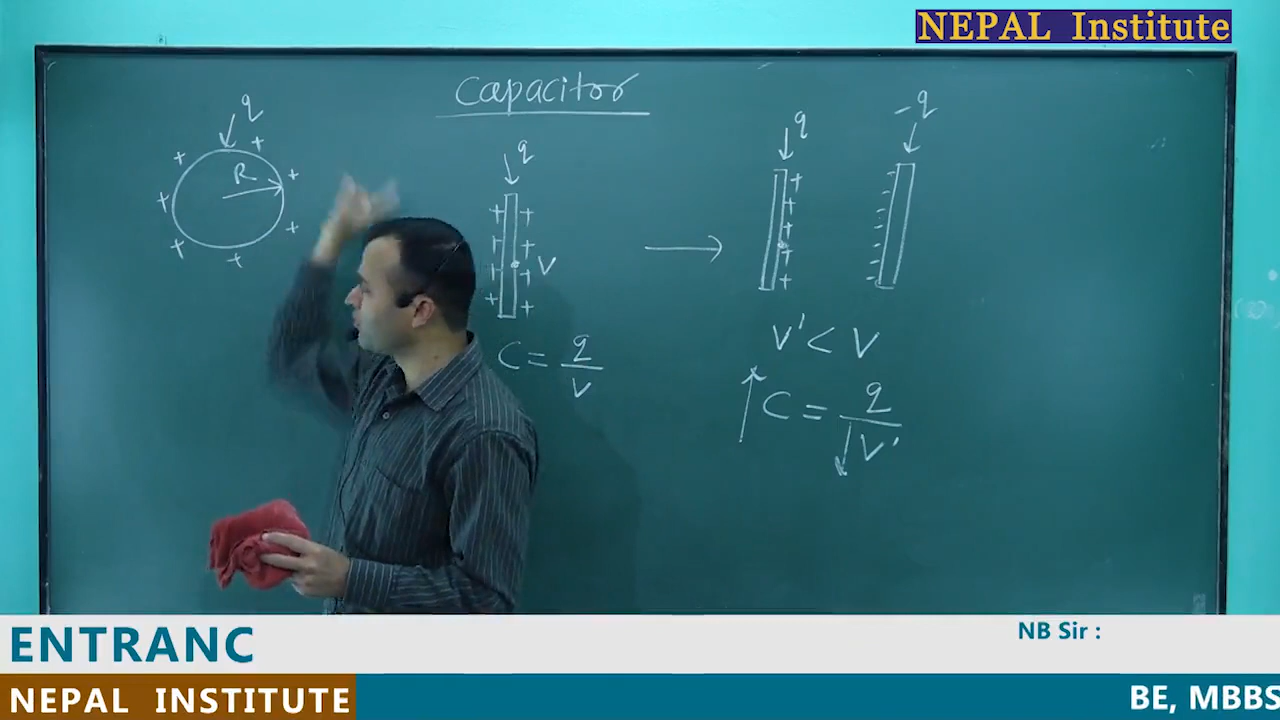 NEPAL Institute
Capacitor
q
R
+ + + + + + + +
q
+ + + + + + + +
V
C = q/V
q
+ + + + +
-q
- - - - - - -
V' < V
C = q/V'
ENTRANC
NB Sir :
NEPAL INSTITUTE
BE, MBBS